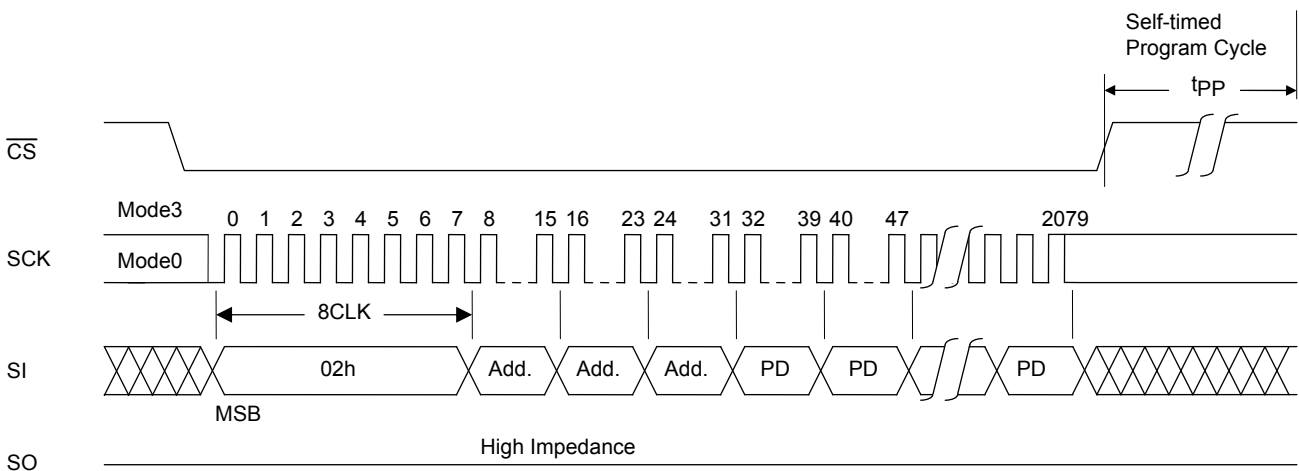 Self-timed
Program Cycle
tPP
CS
Mode3
0 1 2 3 4 5 6 7 8 15 16 23 24 31 32 39 40 47 2079
SCK
Mode0
8CLK
SI
02h Add. Add. Add. PD PD PD
MSB
High Impedance
SO